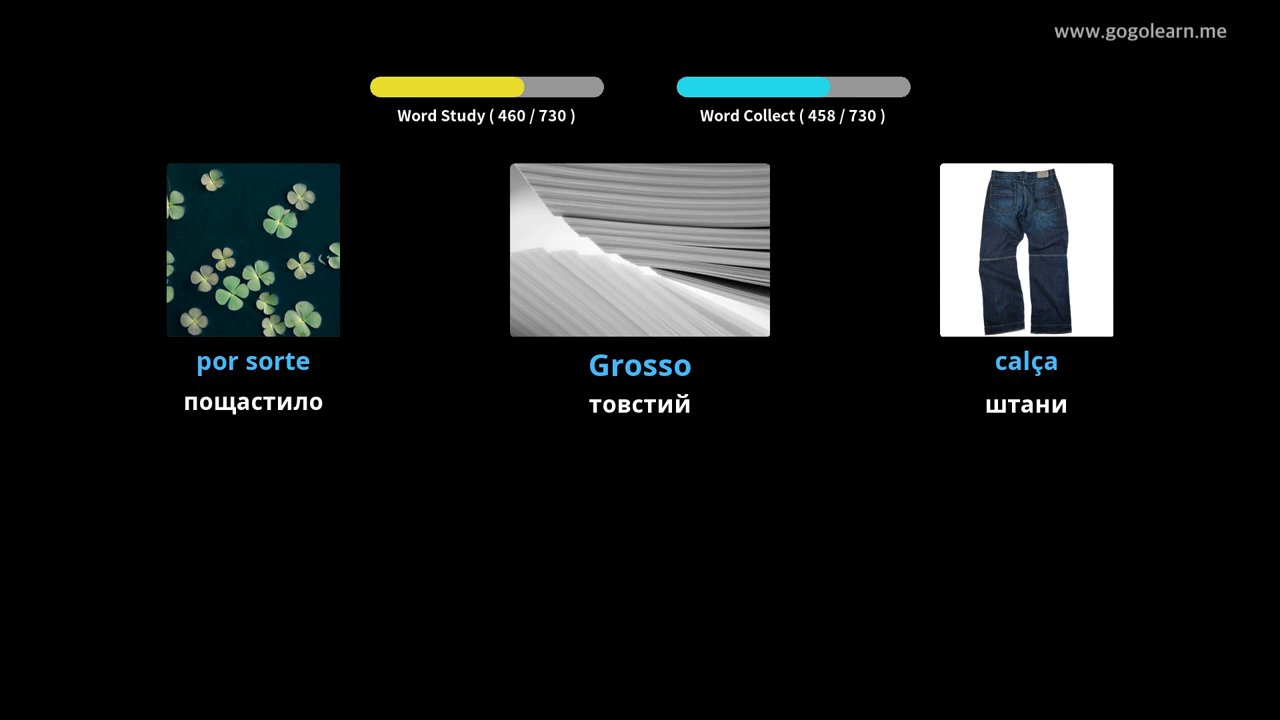 www.gogolearn.me
Word Study ( 460 / 730 )
Word Collect ( 458 / 730 )
por sorte
пощастило
Grosso
товстий
calça
штани